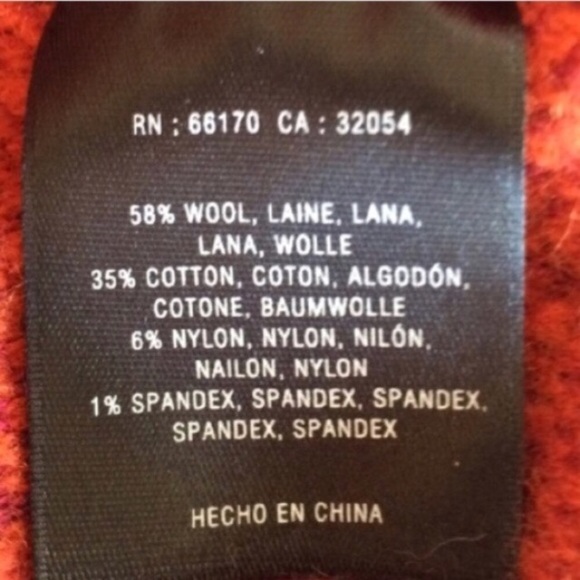 RN : 66170 CA : 32054
58% WOOL, LAINE, LANA,
LANA, WOLLE
35% COTTON, COTON, ALGODÓN,
COTONE, BAUMWOLLE
6% NYLON, NYLON, NILÓN,
NAILON, NYLON
1% SPANDEX, SPANDEX, SPANDEX,
SPANDEX, SPANDEX
HECHO EN CHINA